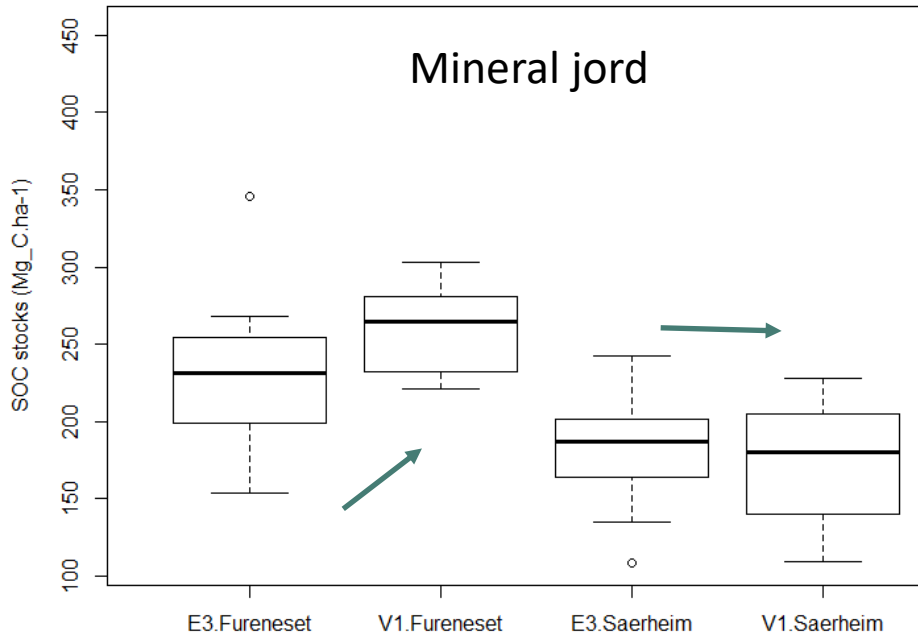 Mineral jord
SOC stocks (Mg_C.ha-1)
450
400
350
300
250
200
150
100
E3.Fureneset V1.Fureneset E3.Saerheim V1.Saerheim